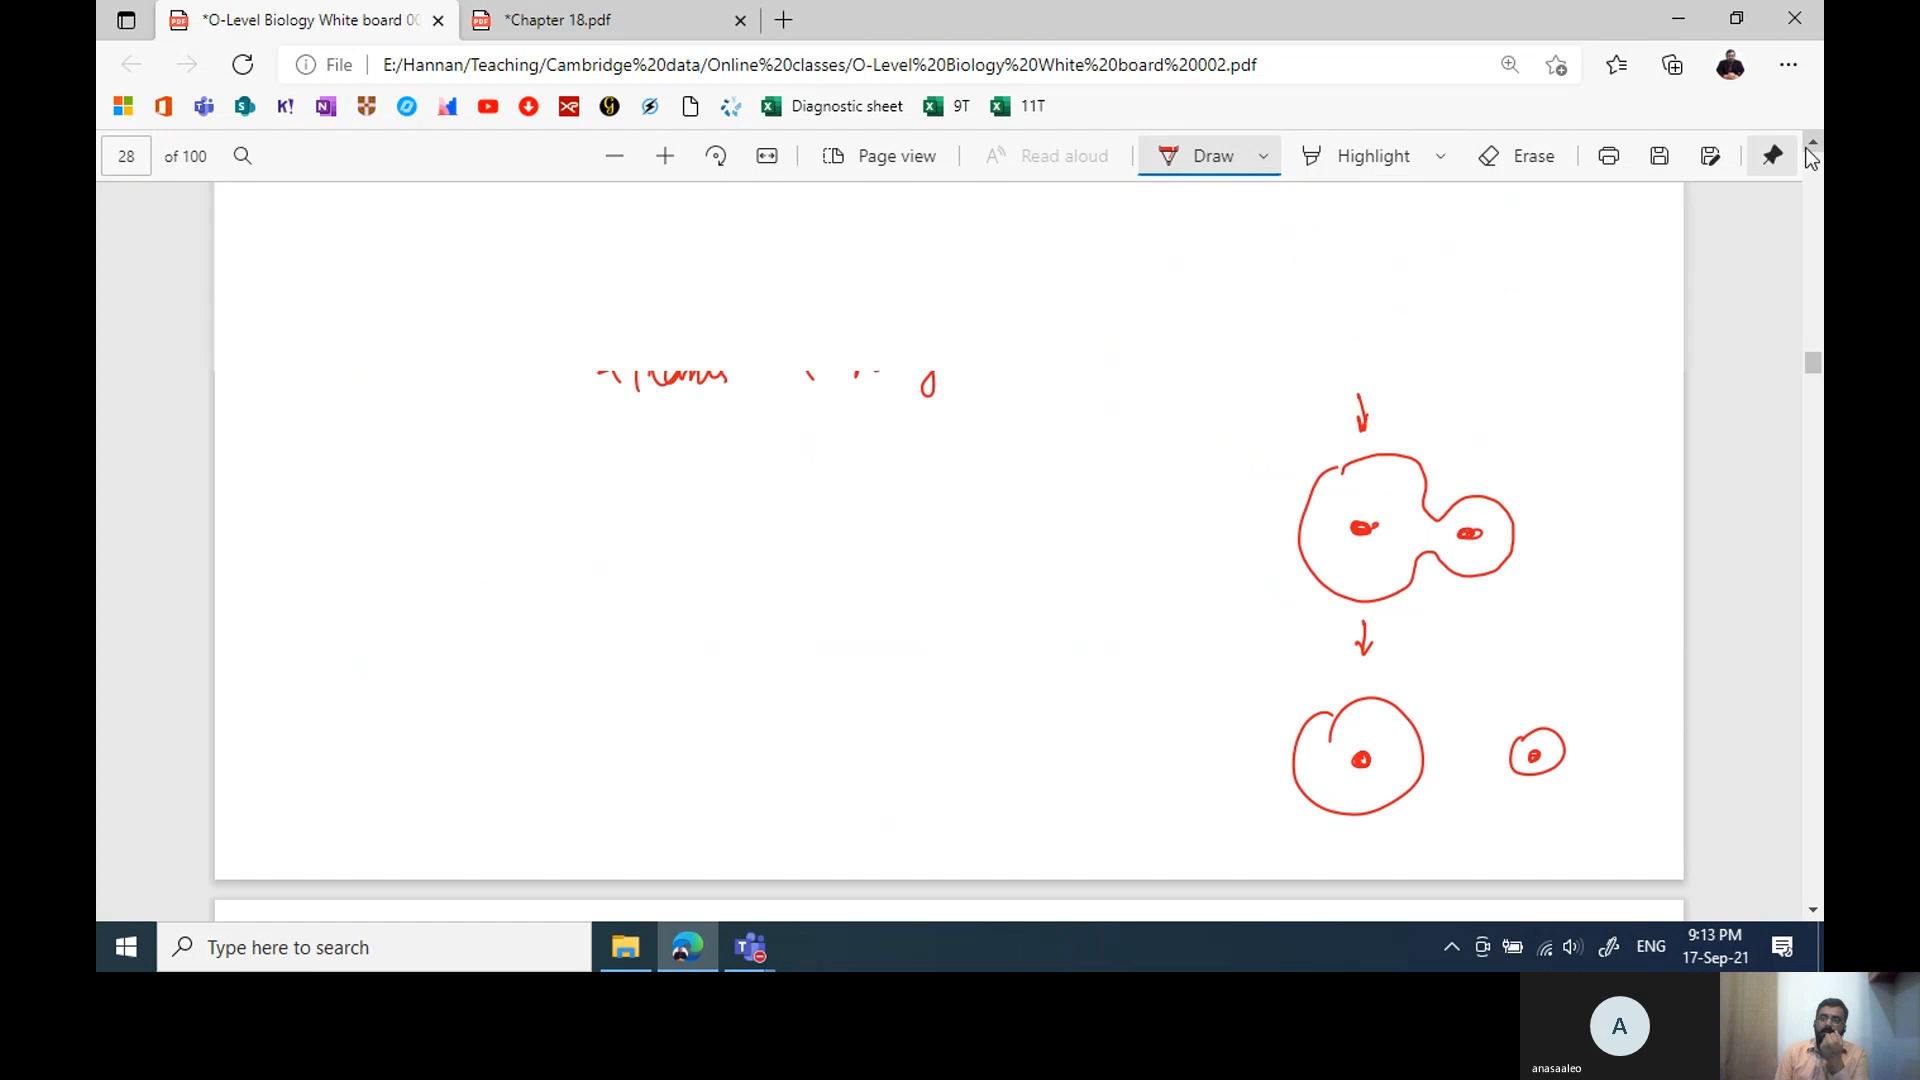 *O-Level Biology White board 00
*Chapter 18.pdf
File E:/Hannan/Teaching/Cambridge%20data/Online%20classes/O-Level%20Biology%20White%20board%20002.pdf
K! Diagnostic sheet 9T 11T
28 of 100 Page view Read aloud Draw Highlight Erase
Type here to search
ENG
9:13 PM
17-Sep-21
A
anasaaleo